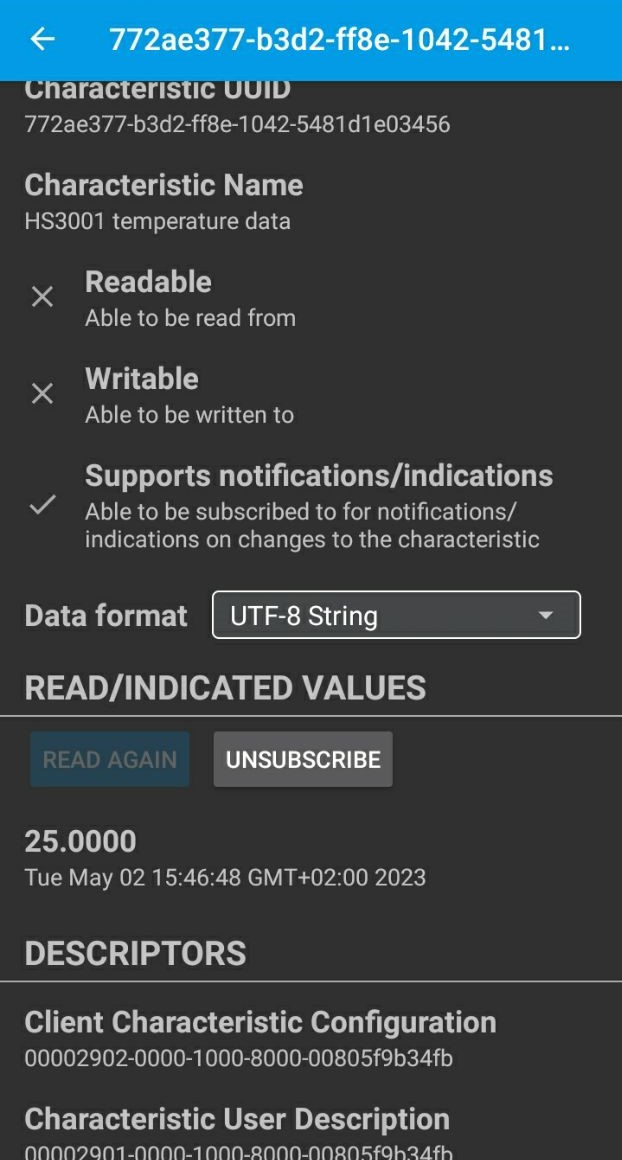 772ae377-b3d2-ff8e-1042-5481...
Characteristic UUID
772ae377-b3d2-ff8e-1042-5481d1e03456
Characteristic Name
HS3001 temperature data
Readable
Able to be read from
Writable
Able to be written to
Supports notifications/indications
Able to be subscribed to for notifications/
indications on changes to the characteristic
Data format
UTF-8 String
READ/INDICATED VALUES
READ AGAIN
UNSUBSCRIBE
25.0000
Tue May 02 15:46:48 GMT+02:00 2023
DESCRIPTORS
Client Characteristic Configuration
00002902-0000-1000-8000-00805f9b34fb
Characteristic User Description
00002901-0000-1000-8000-00805f9b34fb